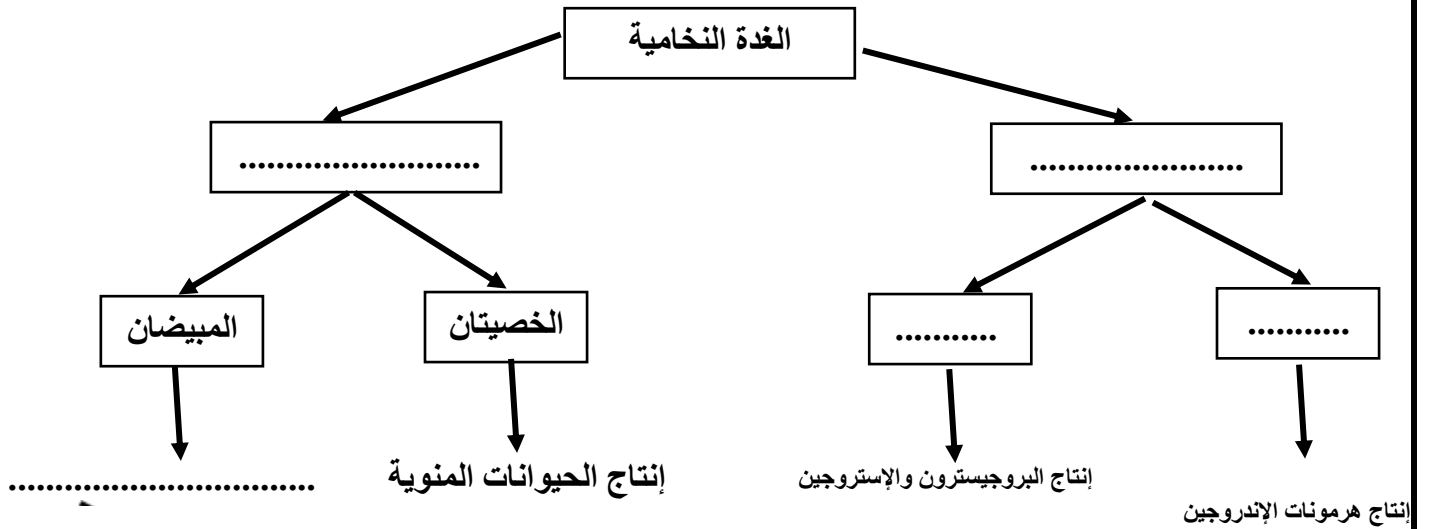 الغدة النخامية
.......................
..........................
...........
...........
الخصيتان
المبيضان
إنتاج هرمونات الإندروجين
إنتاج البروجيسترون والإستروجين
إنتاج الحيوانات المنوية
.................................